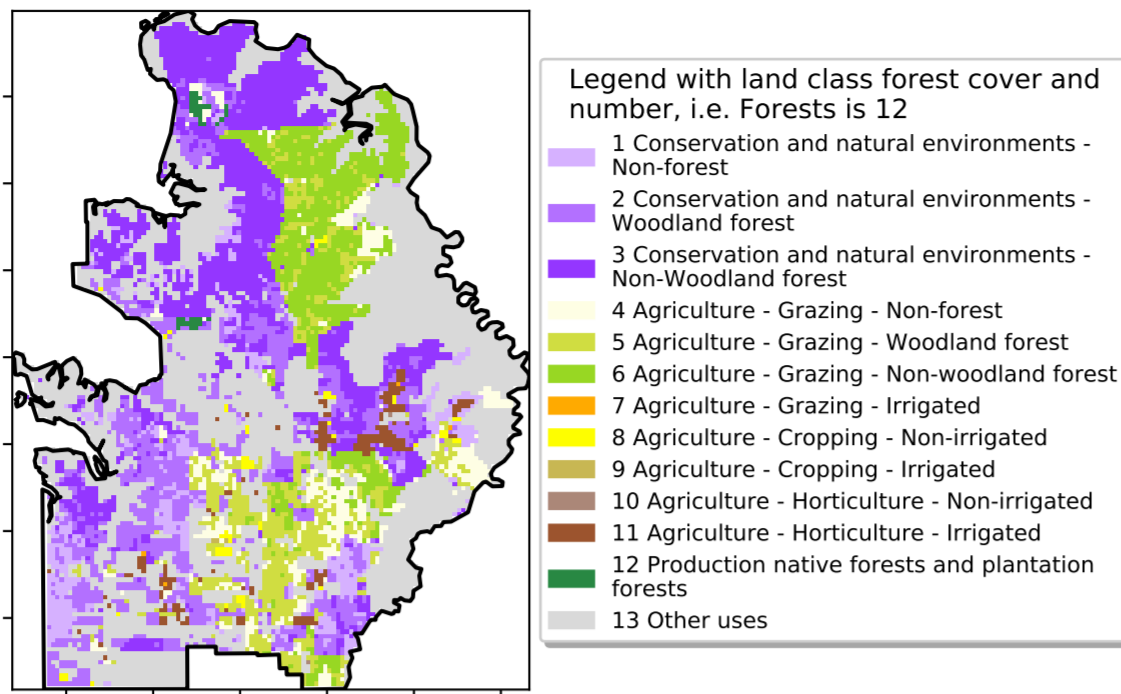 Legend with land class forest cover and
number, i.e. Forests is 12
1 Conservation and natural environments -
Non-forest
2 Conservation and natural environments -
Woodland forest
3 Conservation and natural environments -
Non-Woodland forest
4 Agriculture - Grazing - Non-forest
5 Agriculture - Grazing - Woodland forest
6 Agriculture - Grazing - Non-woodland forest
7 Agriculture - Grazing - Irrigated
8 Agriculture - Cropping - Non-irrigated
9 Agriculture - Cropping - Irrigated
10 Agriculture - Horticulture - Non-irrigated
11 Agriculture - Horticulture - Irrigated
12 Production native forests and plantation
forests
13 Other uses